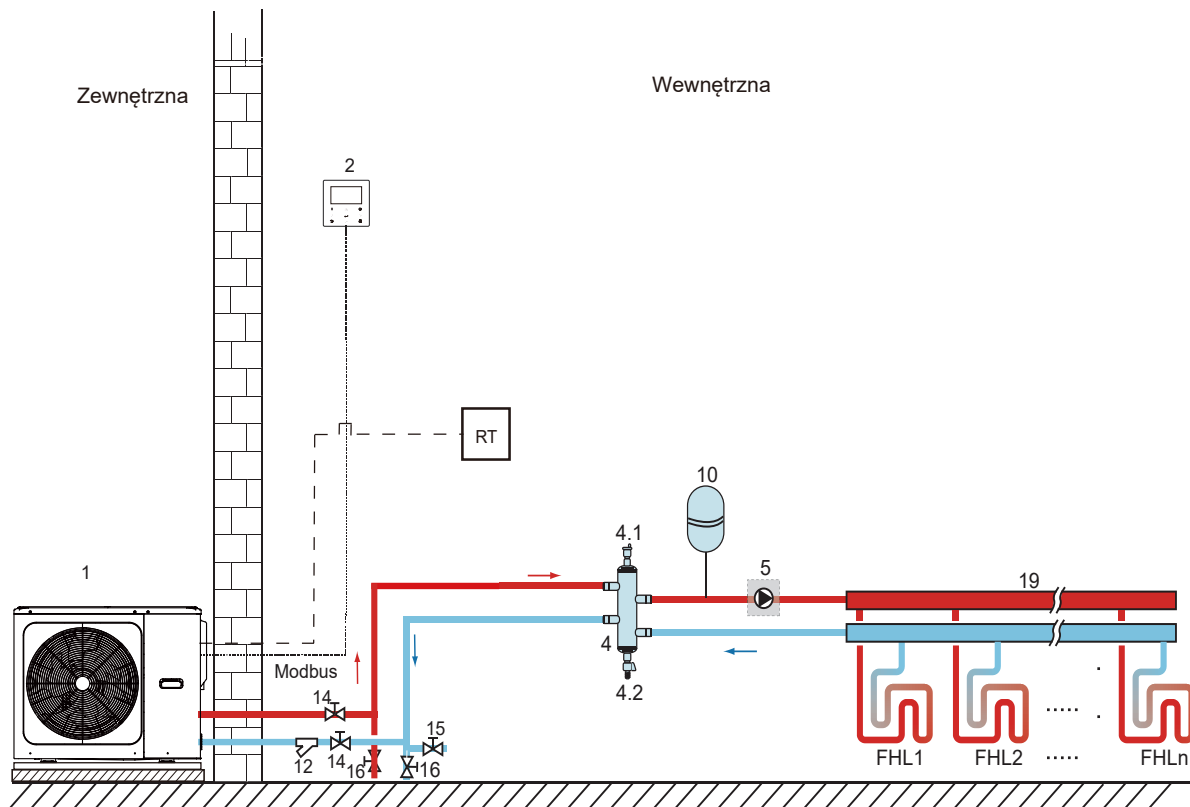 Zewnętrzna
Wewnętrzna
2
RT
10
4.1
5
1
19
4
Modbus
4.2
14
15
12
14
16
16
FHL1
FHL2
.....
FHLn